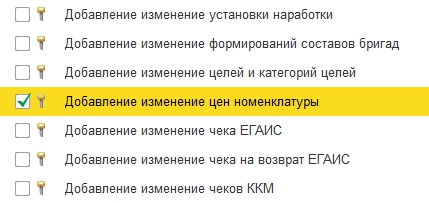 Добавление изменение установки наработки
Добавление изменение формирований составов бригад
Добавление изменение целей и категорий целей
Добавление изменение цен номенклатуры
Добавление изменение чека ЕГАИС
Добавление изменение чека на возврат ЕГАИС
Добавление изменение чеков ККМ